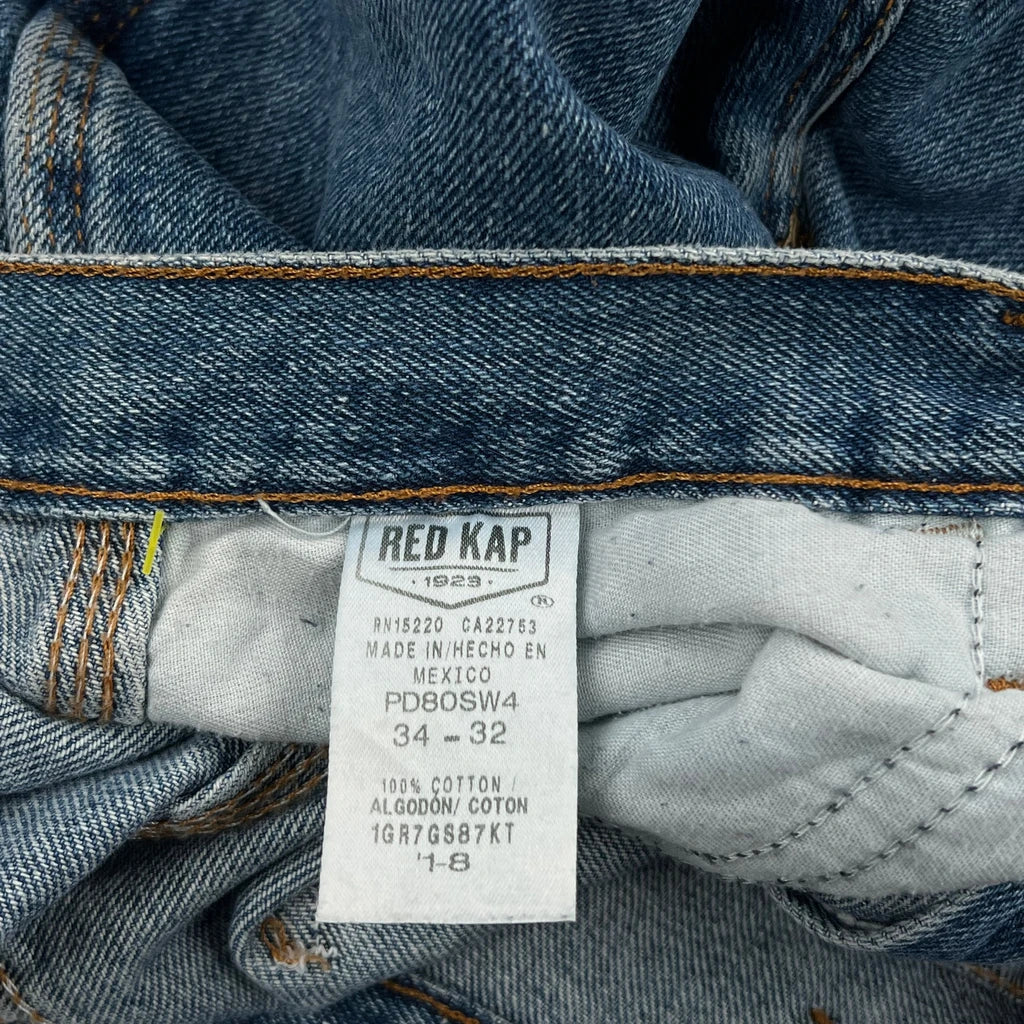 RED KAP
· 1923 ·
®
RN15220 CA22753
MADE IN/HECHO EN
MEXICO
PD80SW4
34 - 32
100% COTTON /
ALGODÓN/ COTON
1GR7GS87KT
'1-8